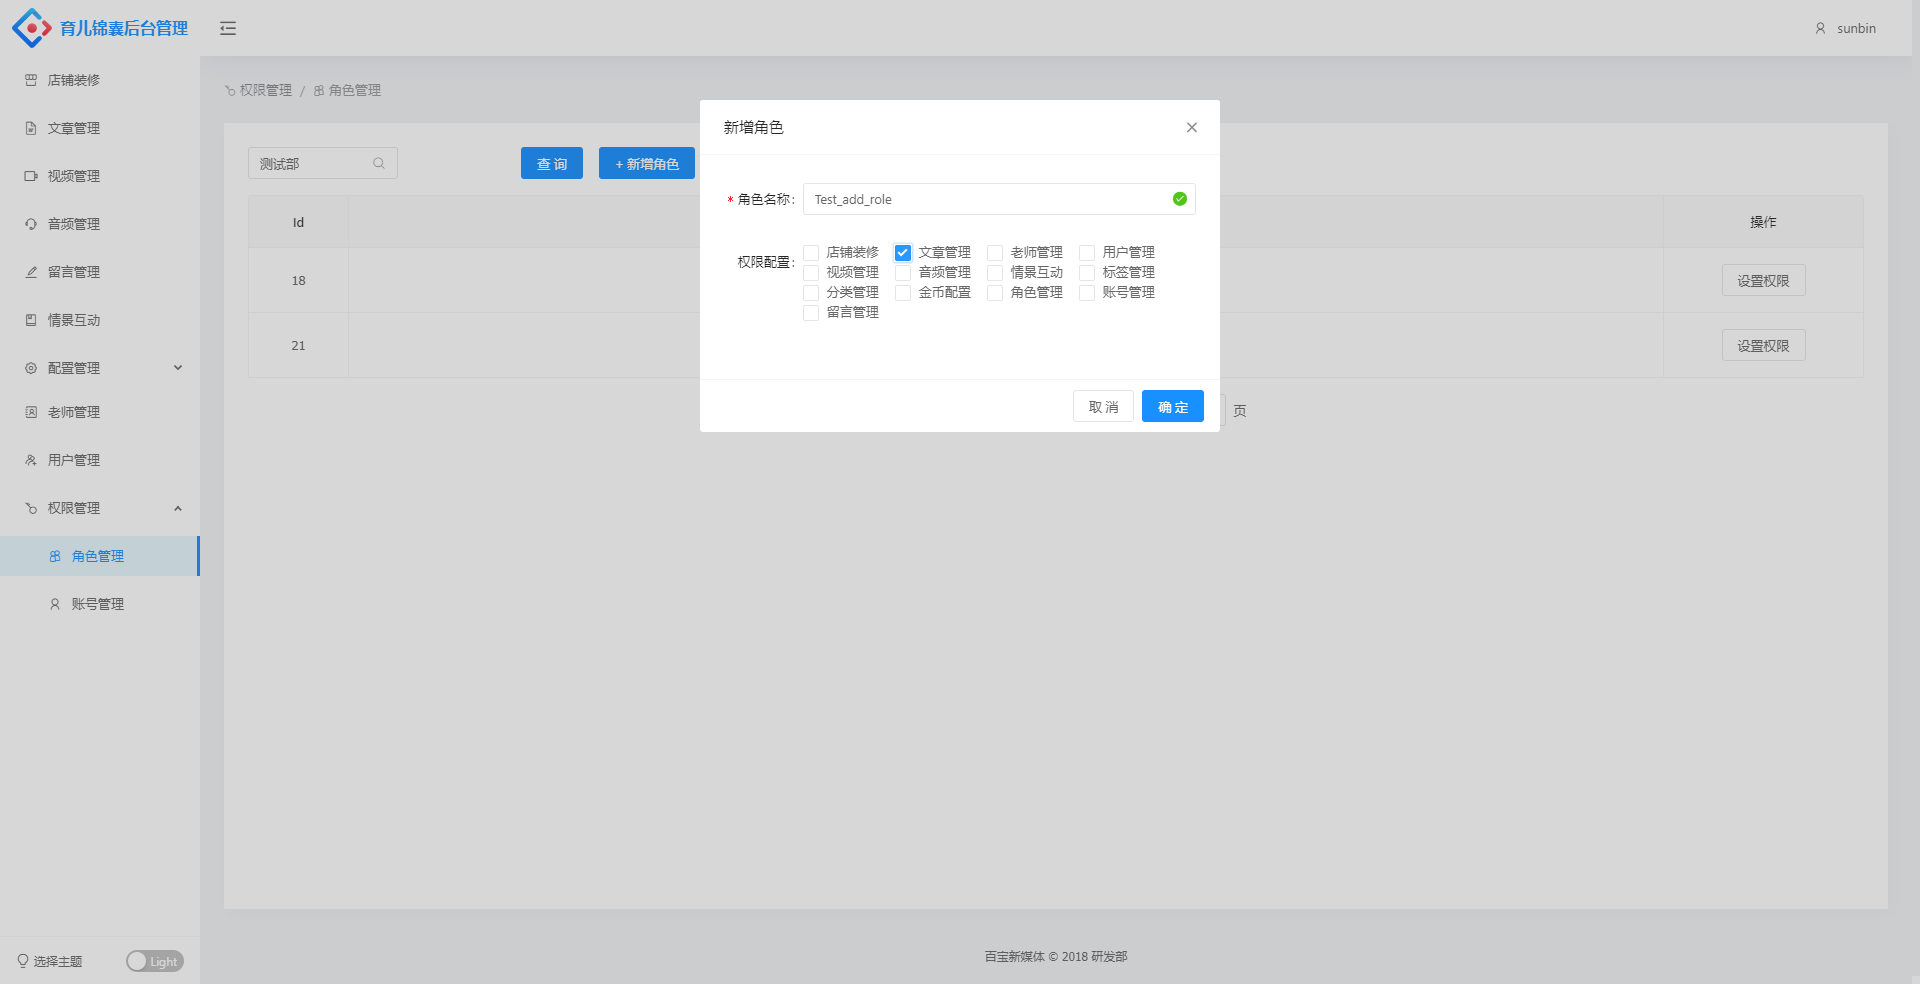 育儿锦囊后台管理
sunbin
店铺装修
文章管理
视频管理
音频管理
留言管理
情景互动
配置管理
老师管理
用户管理
权限管理
角色管理
账号管理
选择主题
Light
权限管理 / 角色管理
测试部
查 询
+ 新增角色
Id
操作
18
设置权限
21
设置权限
页
新增角色
* 角色名称:
Test_add_role
权限配置:
店铺装修 文章管理 老师管理 用户管理
视频管理 音频管理 情景互动 标签管理
分类管理 金币配置 角色管理 账号管理
留言管理
取 消
确 定
百宝新媒体 © 2018 研发部